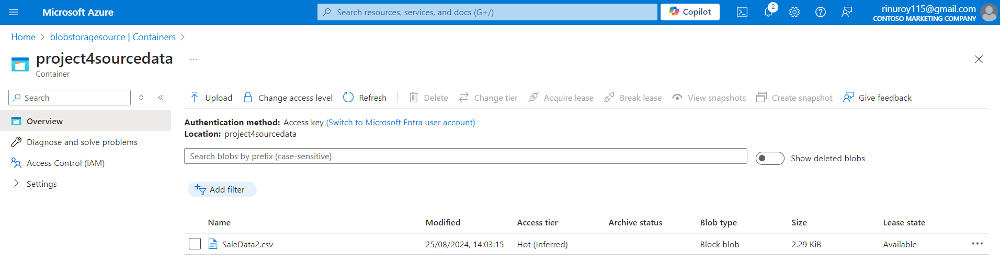 Microsoft Azure
Search resources, services, and docs (G+/)
Copilot
2
rinuroy115@gmail.com
CONTOSO MARKETING COMPANY
Home > blobstoragesource | Containers >
project4sourcedata
...
Container
Search
Upload
Change access level
Refresh
Delete
Change tier
Acquire lease
Break lease
View snapshots
Create snapshot
Give feedback
Overview
Diagnose and solve problems
Access Control (IAM)
Settings
Authentication method: Access key (Switch to Microsoft Entra user account)
Location: project4sourcedata
Search blobs by prefix (case-sensitive)
Show deleted blobs
Add filter
Name Modified Access tier Archive status Blob type Size Lease state
SaleData2.csv 25/08/2024, 14:03:15 Hot (Inferred) Block blob 2.29 KiB Available